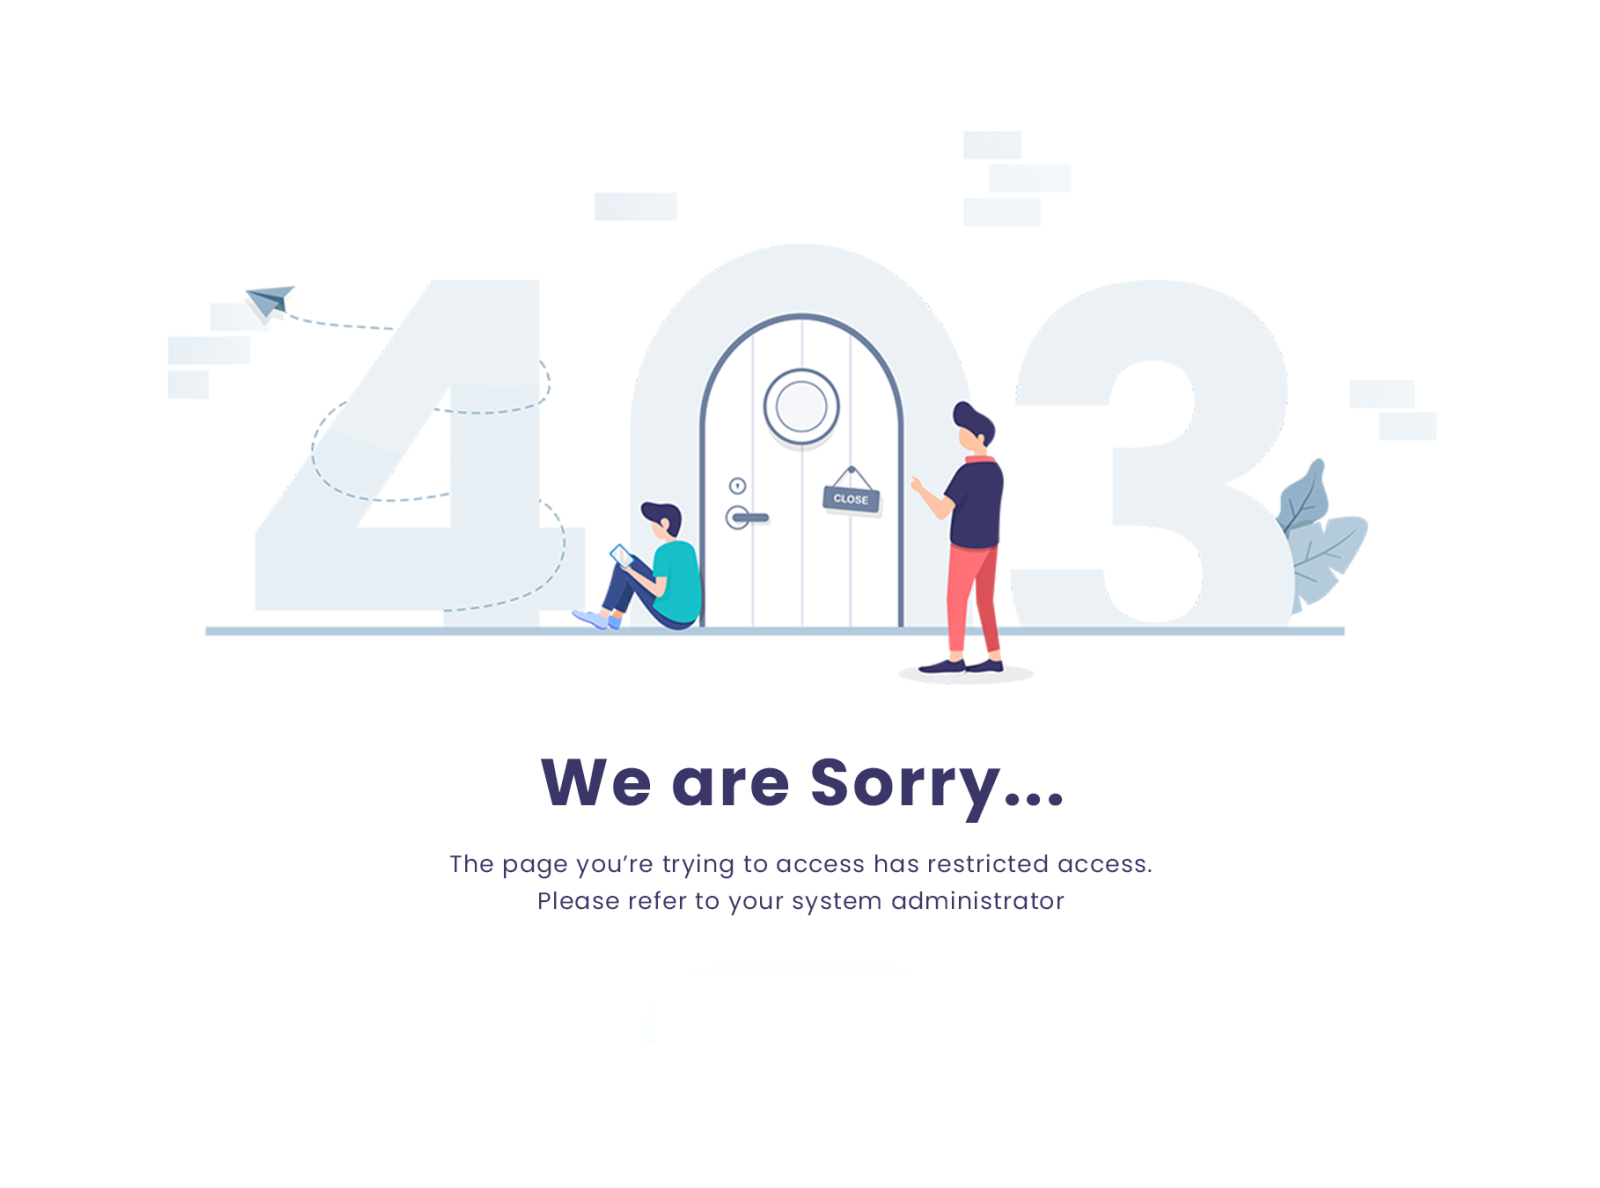 403
CLOSE
We are Sorry...
The page you’re trying to access has restricted access.
Please refer to your system administrator